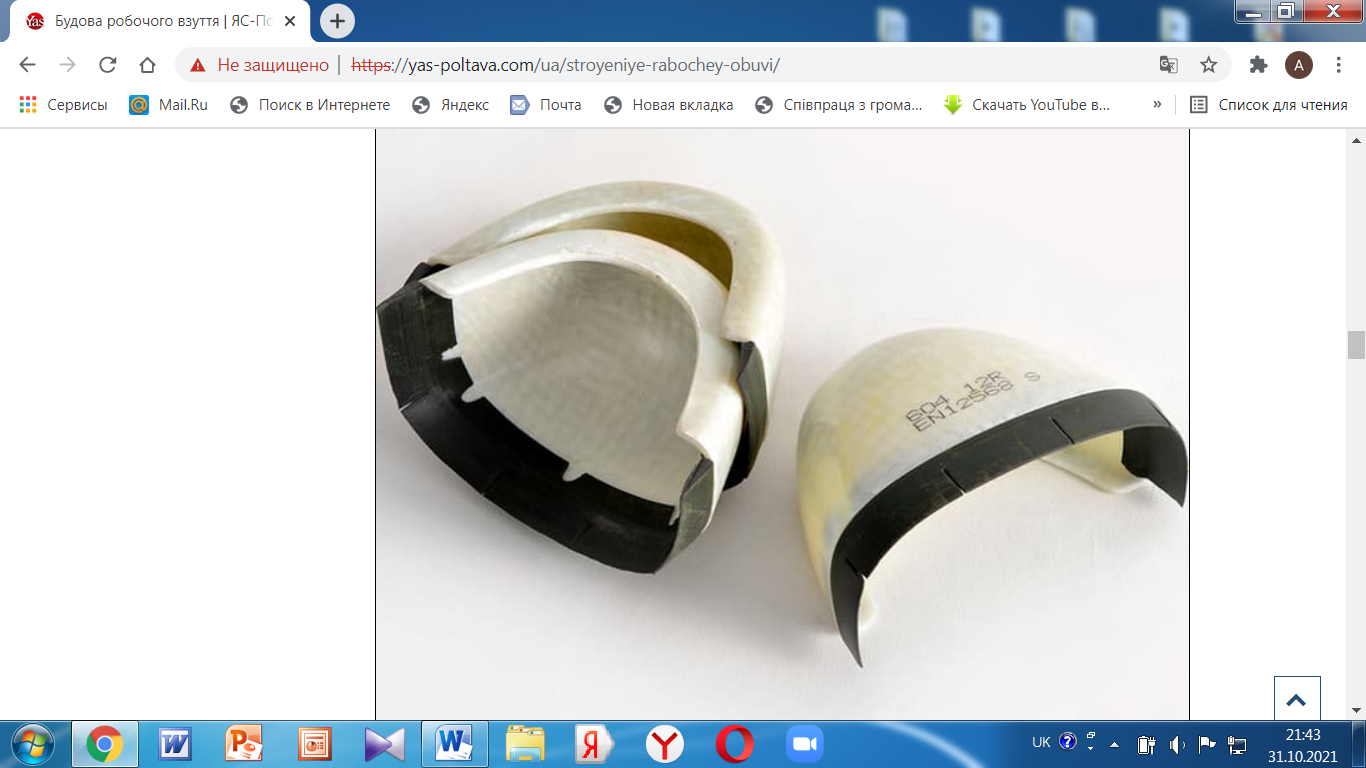 Будова робочого взуття | ЯС-По
Не защищено | https://yas-poltava.com/ua/stroyeniye-rabochey-obuvi/
A
Сервисы Mail.Ru Поиск в Интернете Яндекс Почта Новая вкладка Співпраця з грома... Скачать YouTube в... » Список для чтения
604 12R
EN12568 S
UK
21:43
31.10.2021